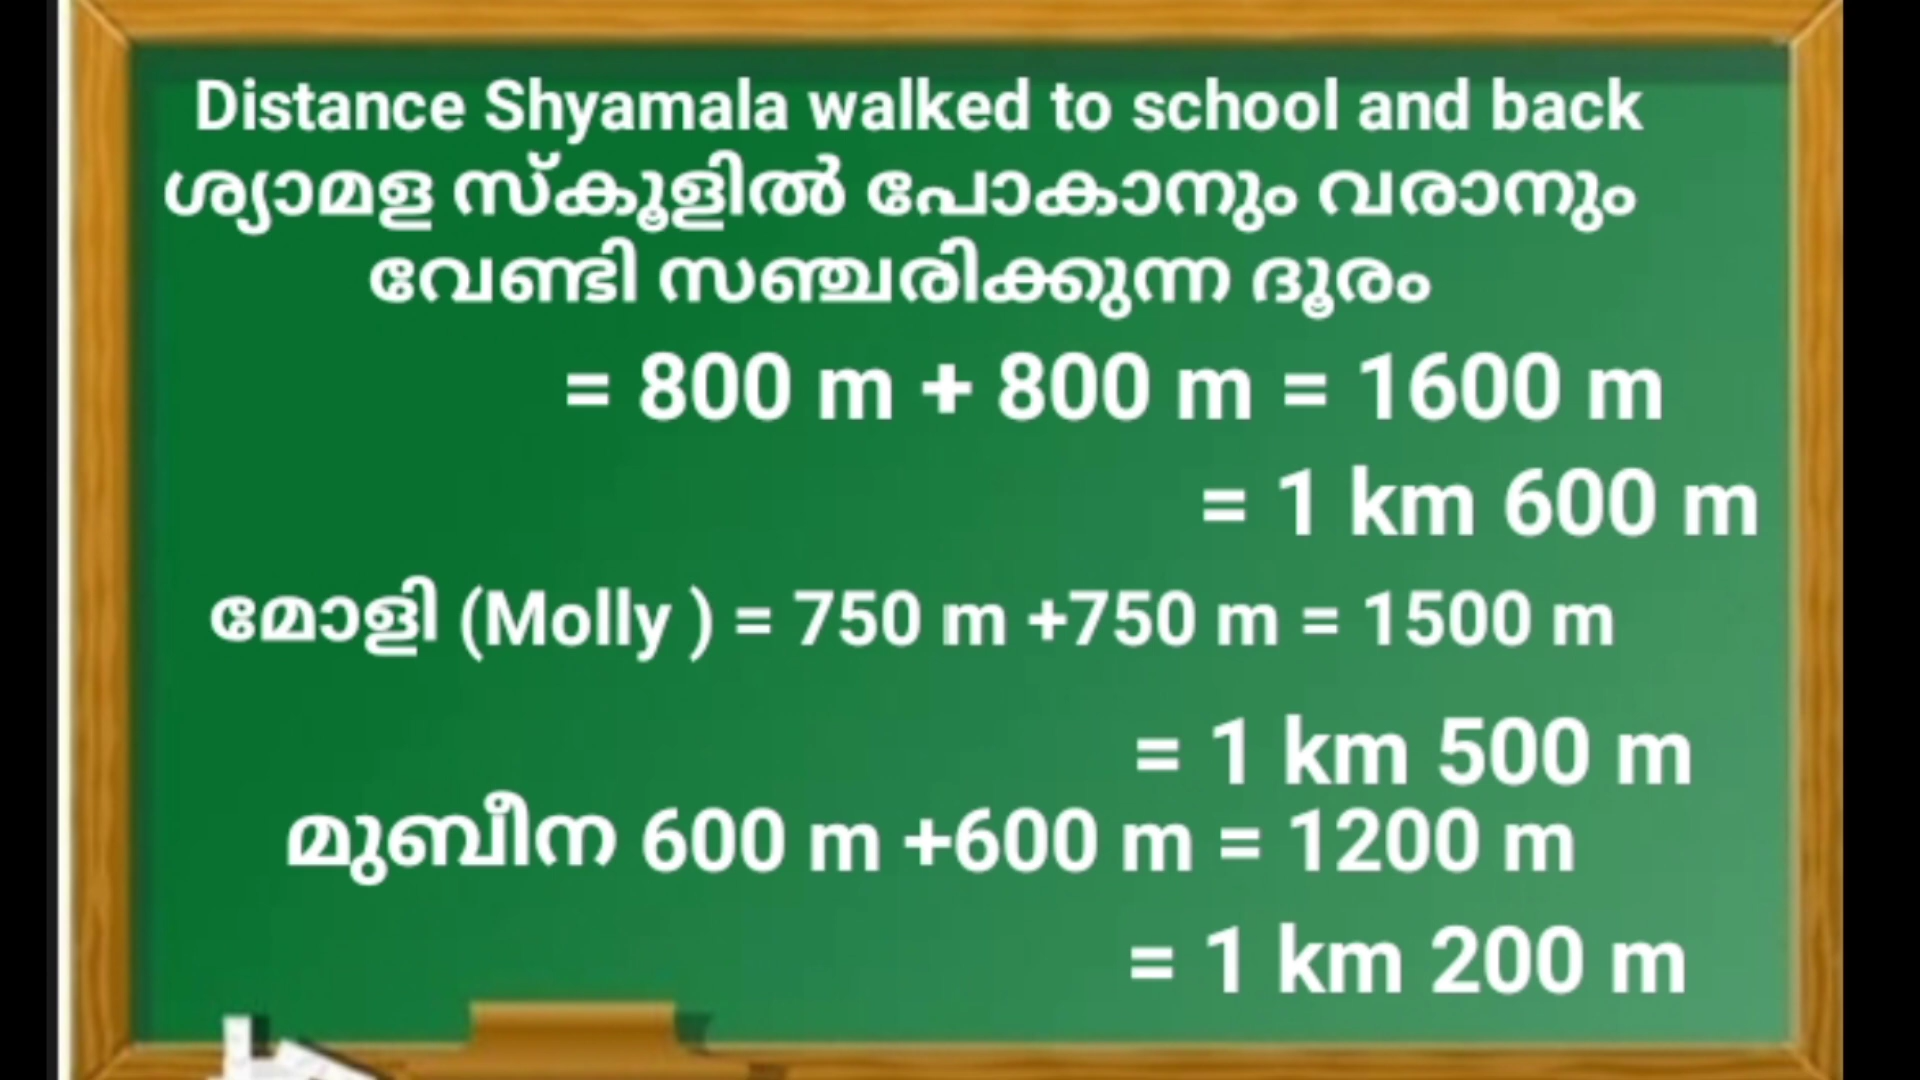 Distance Shyamala walked to school and back
ശ്യാമള സ്കൂളിൽ പോകാനും വരാനും
വേണ്ടി സഞ്ചരിക്കുന്ന ദൂരം
= 800 m + 800 m = 1600 m
= 1 km 600 m
മോളി (Molly ) = 750 m +750 m = 1500 m
= 1 km 500 m
മുബീന 600 m +600 m = 1200 m
= 1 km 200 m